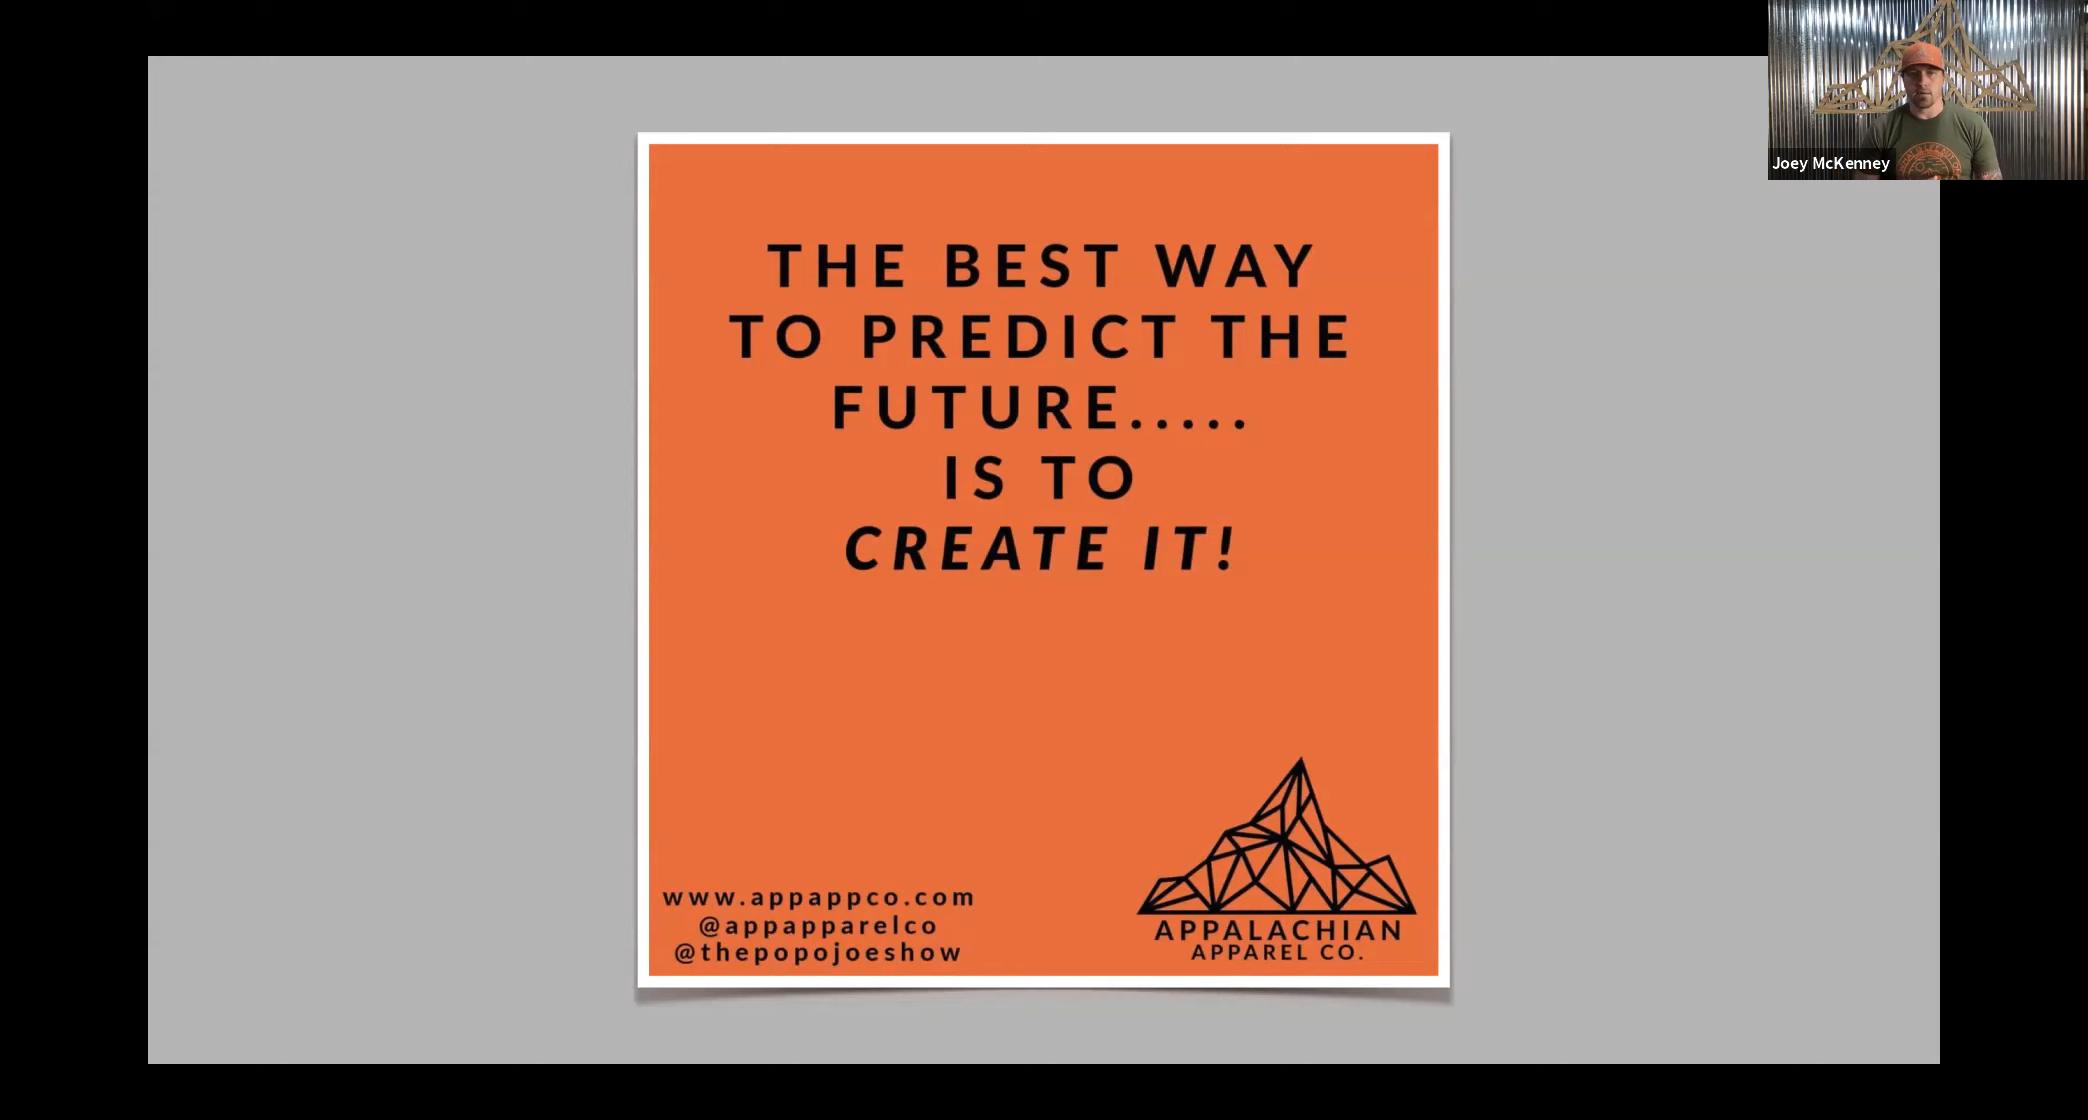 THE BEST WAY
TO PREDICT THE
FUTURE.....
IS TO
CREATE IT!
www.appappco.com
@appapparelco
@thepopojoeshow
APPALACHIAN
APPAREL CO.
Joey McKenney